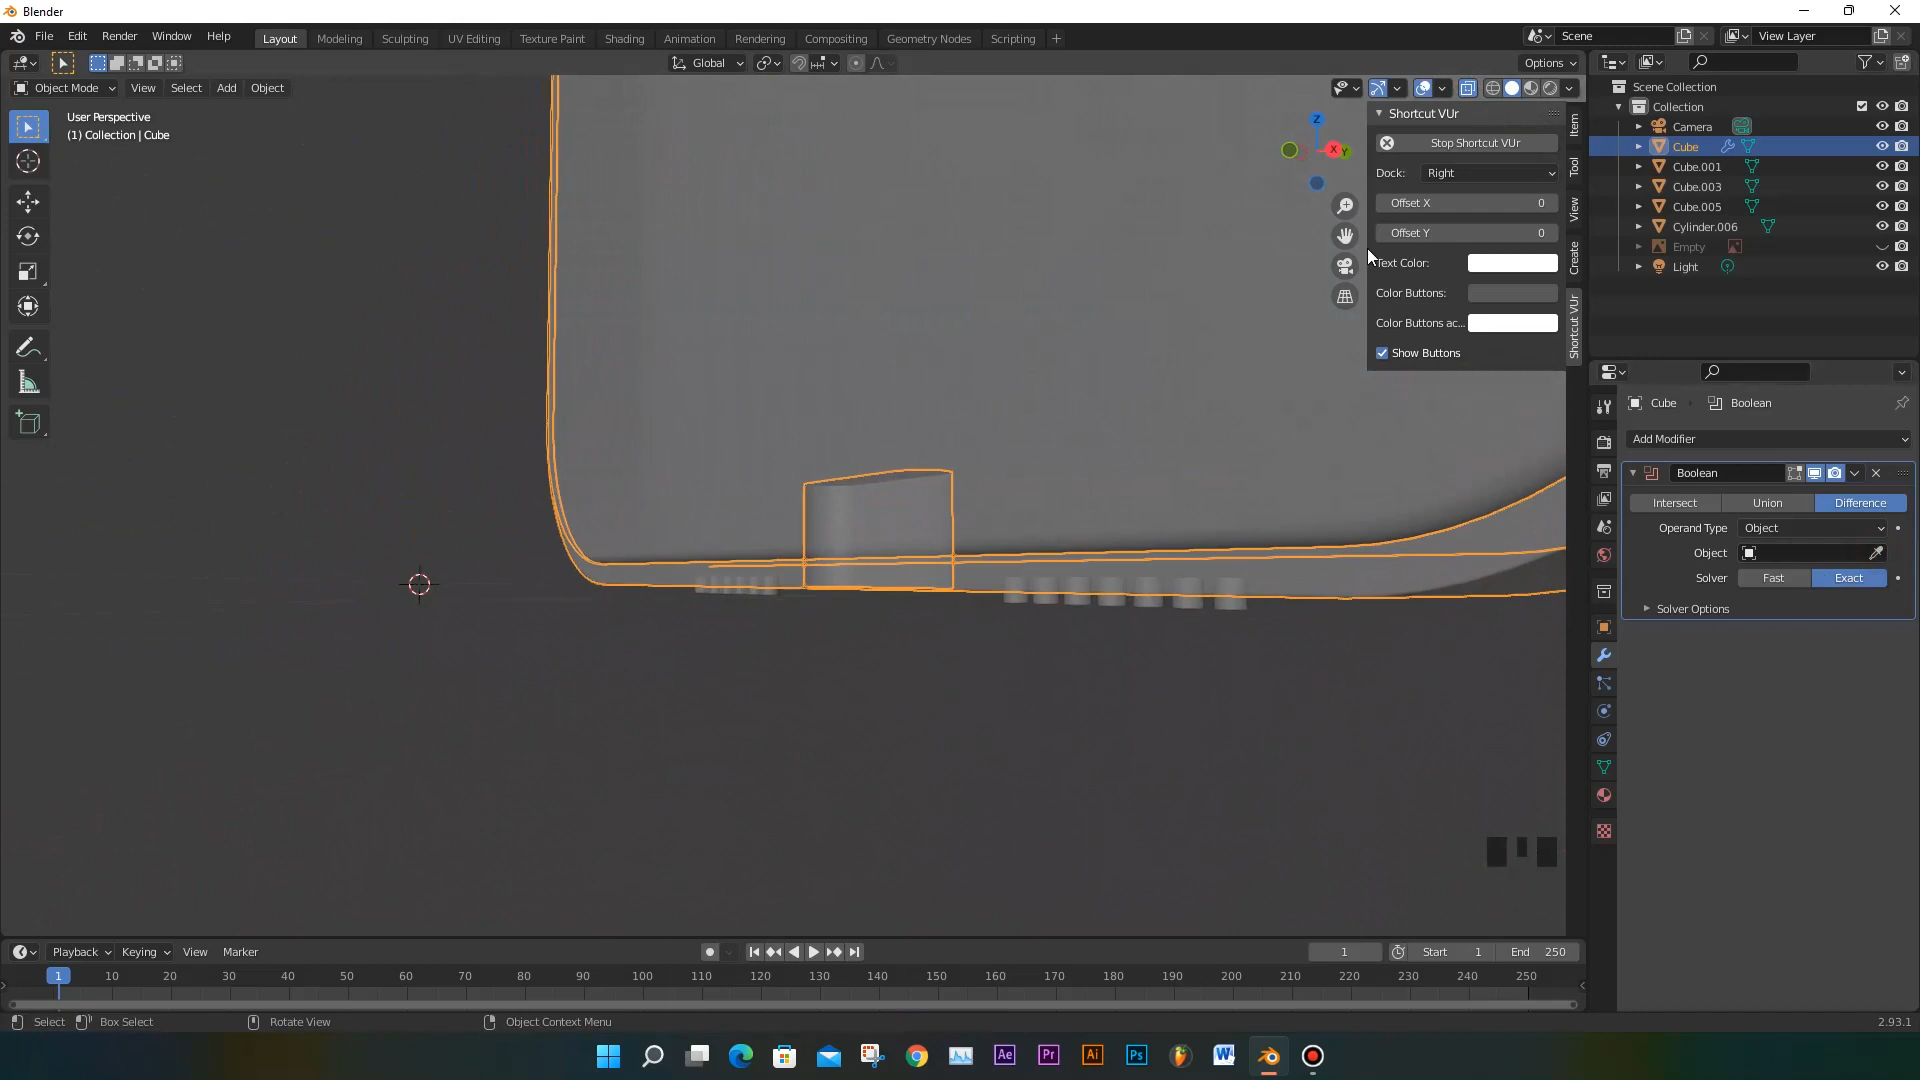 Blender
File Edit Render Window Help
Layout Modeling Sculpting UV Editing Texture Paint Shading Animation Rendering Compositing Geometry Nodes Scripting +
Scene View Layer
Global Options
Object Mode View Select Add Object
User Perspective
(1) Collection | Cube
Z
X
Y
Shortcut VUr
Stop Shortcut VUr
Dock: Right
Offset X 0
Offset Y 0
Text Color:
Color Buttons:
Color Buttons ac...
Show Buttons
Item
Tool
View
Create
Shortcut VUr
Scene Collection
Collection
Camera
Cube
Cube.001
Cube.003
Cube.005
Cylinder.006
Empty
Light
Cube Boolean
Add Modifier
Boolean
Intersect Union Difference
Operand Type Object
Object
Solver Fast Exact
Solver Options
Playback Keying View Marker
1 Start 1 End 250
1 10 20 30 40 50 60 70 80 90 100 110 120 130 140 150 160 170 180 190 200 210 220 230 240 250
Select Box Select Rotate View Object Context Menu 2.93.1
Ae Pr Ai Ps W